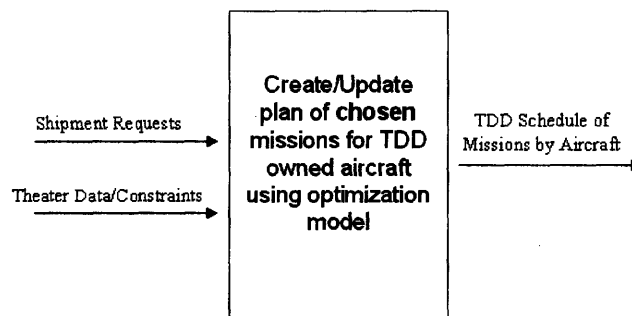 Shipment Requests
Theater Data/Constraints
Create/Update
plan of chosen
missions for TDD
owned aircraft
using optimization
model
TDD Schedule of
Missions by Aircraft